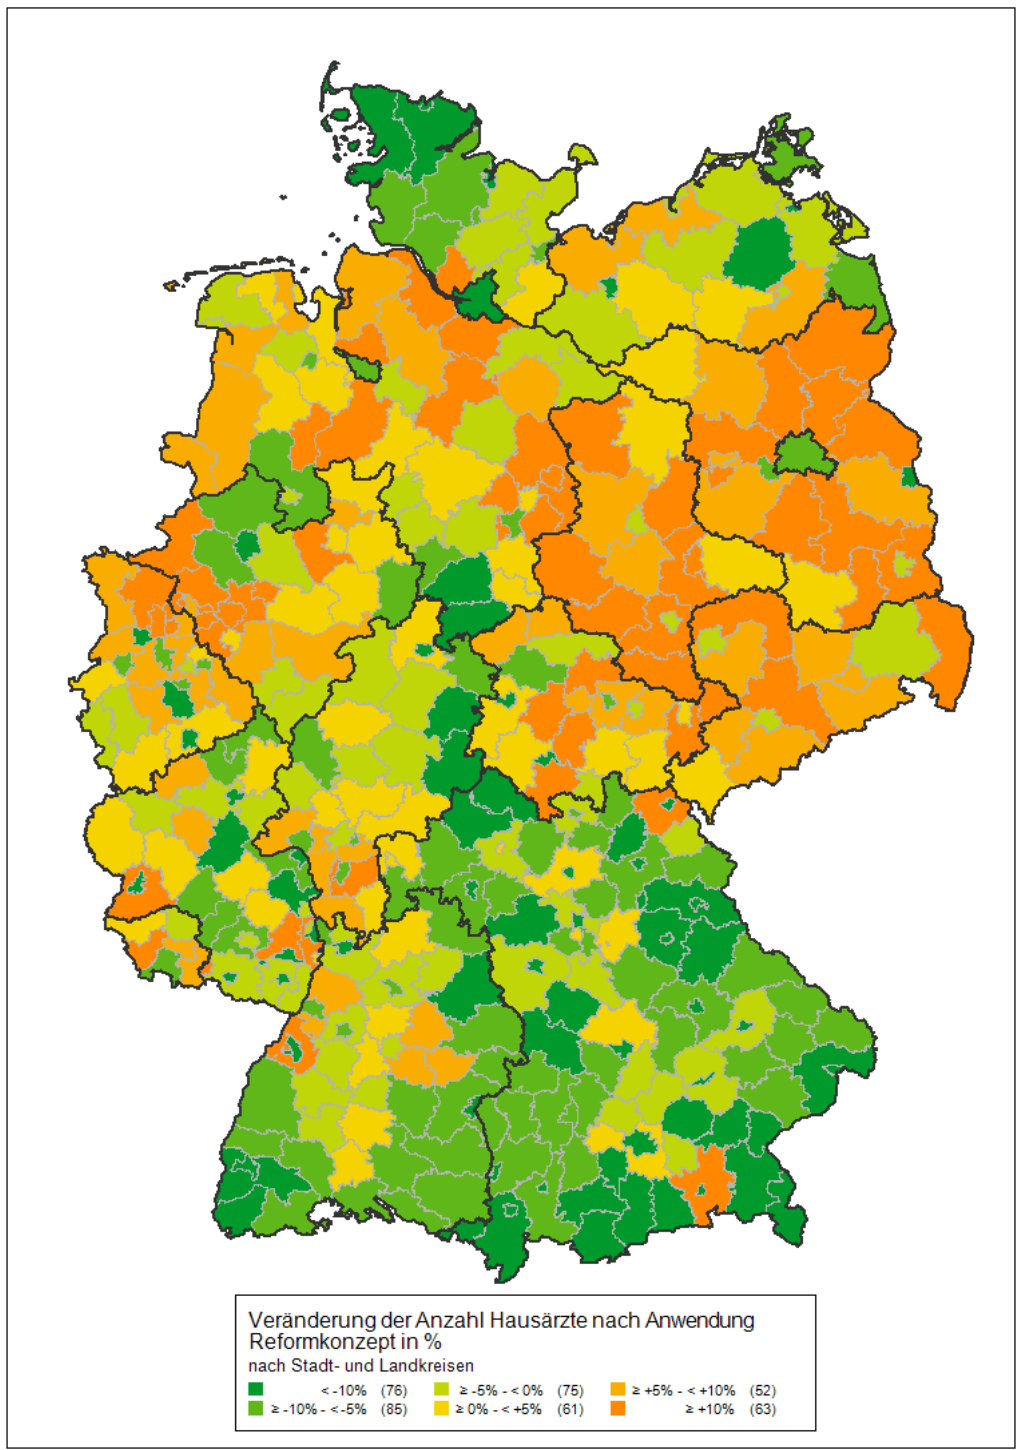 Veränderung der Anzahl Hausärzte nach Anwendung
Reformkonzept in %
nach Stadt- und Landkreisen
< -10% (76) ≥ -5% - < 0% (75) ≥ +5% - < +10% (52)
≥ -10% - < -5% (85) ≥ 0% - < +5% (61) ≥ +10% (63)